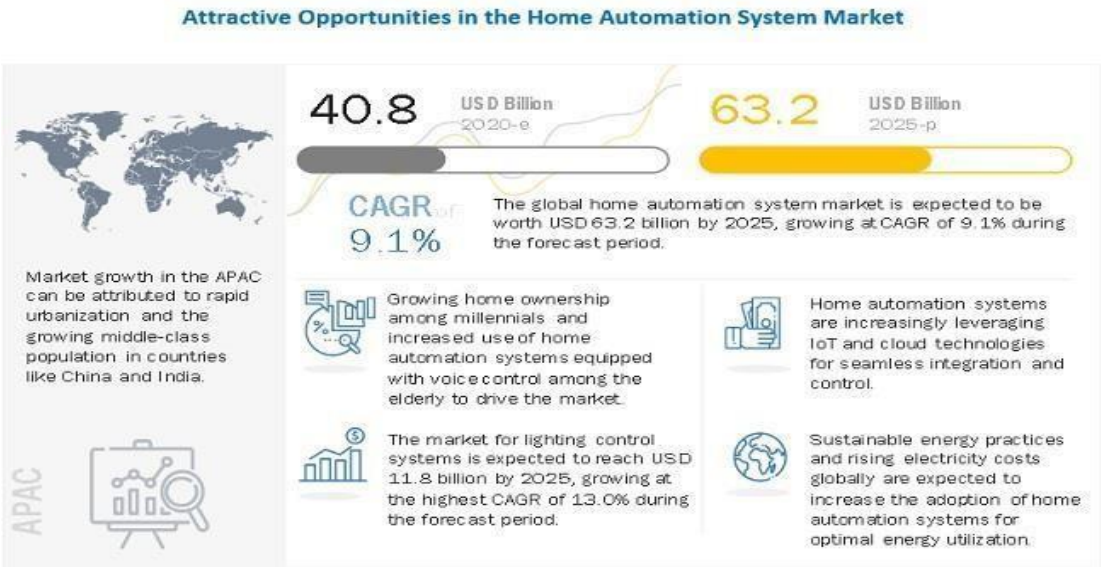 Attractive Opportunities in the Home Automation System Market
40.8
USD Billion
2020-e
63.2
USD Billion
2025-p
CAGR of
9.1%
The global home automation system market is expected to be
worth USD 63.2 billion by 2025, growing at CAGR of 9.1% during
the forecast period.
Market growth in the APAC
can be attributed to rapid
urbanization and the
growing middle-class
population in countries
like China and India.
APAC
Growing home ownership
among millennials and
increased use of home
automation systems equipped
with voice control among the
elderly to drive the market.
Home automation systems
are increasingly leveraging
IoT and cloud technologies
for seamless integration and
control.
The market for lighting control
systems is expected to reach USD
11.8 billion by 2025, growing at
the highest CAGR of 13.0% during
the forecast period.
Sustainable energy practices
and rising electricity costs
globally are expected to
increase the adoption of home
automation systems for
optimal energy utilization.